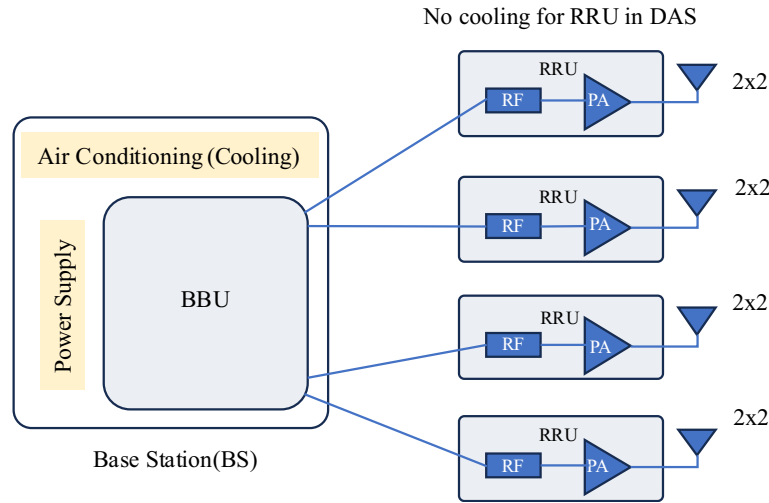 No cooling for RRU in DAS
RRU
RF
PA
2x2
Air Conditioning (Cooling)
Power Supply
BBU
Base Station(BS)
RRU
RF
PA
2x2
RRU
RF
PA
2x2
RRU
RF
PA
2x2